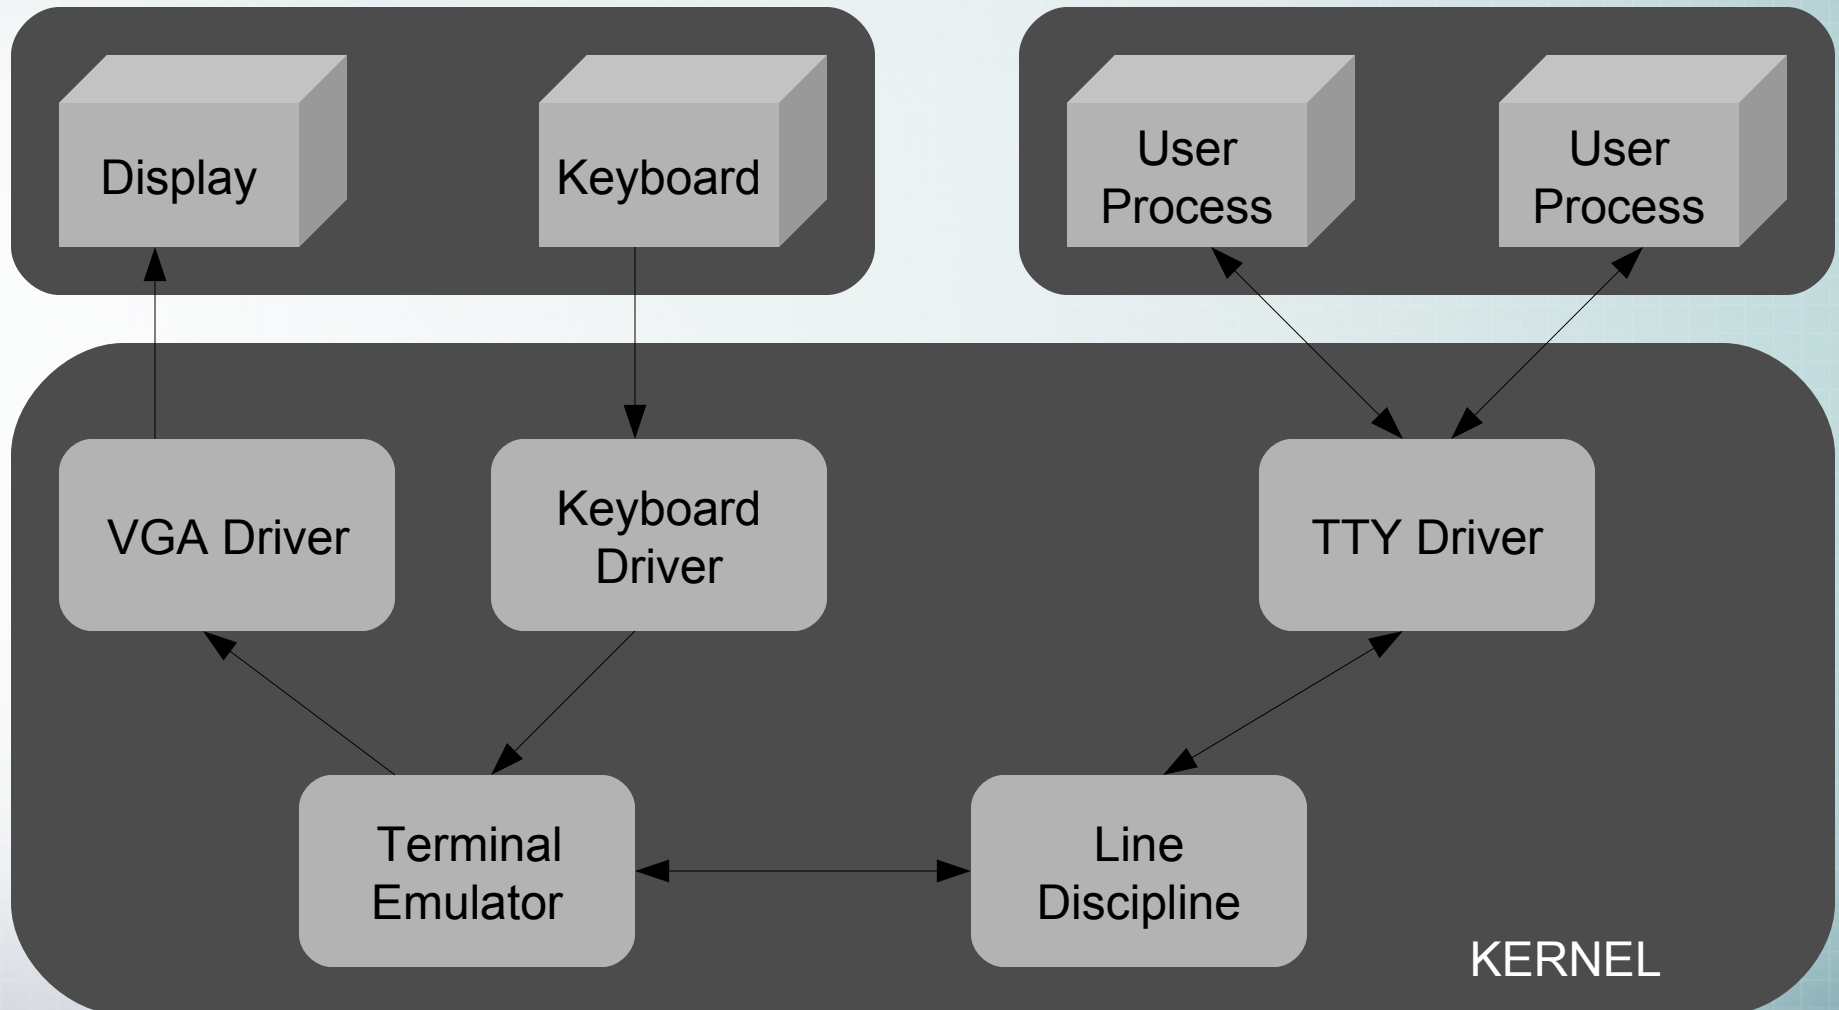 Display
Keyboard
User
Process
User
Process
VGA Driver
Keyboard
Driver
TTY Driver
Terminal
Emulator
Line
Discipline
KERNEL